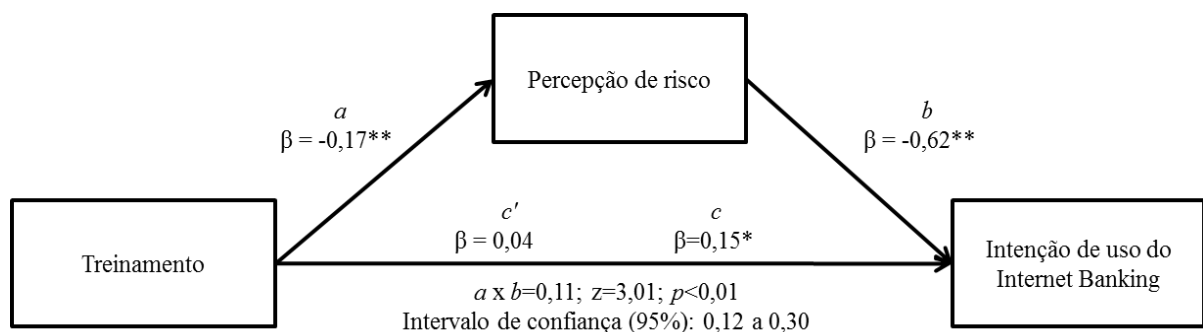 Percepção de risco
a
β = -0,17**
b
β = -0,62**
Treinamento
c'
β = 0,04
c
β=0,15*
Intenção de uso do
Internet Banking
a x b=0,11; z=3,01; p<0,01
Intervalo de confiança (95%): 0,12 a 0,30